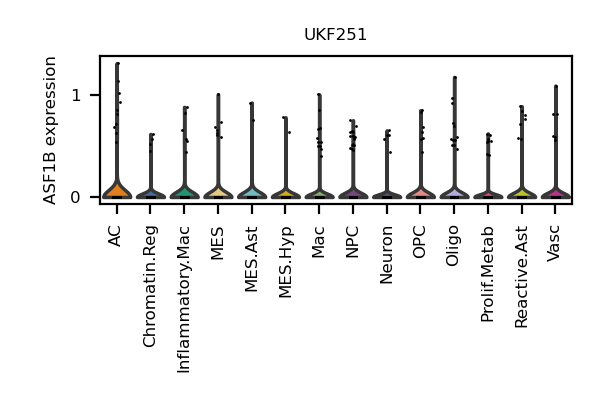 UKF251
ASF1B expression
1
0
AC
Chromatin.Reg
Inflammatory.Mac
MES
MES.Ast
MES.Hyp
Mac
NPC
Neuron
OPC
Oligo
Prolif.Metab
Reactive.Ast
Vasc